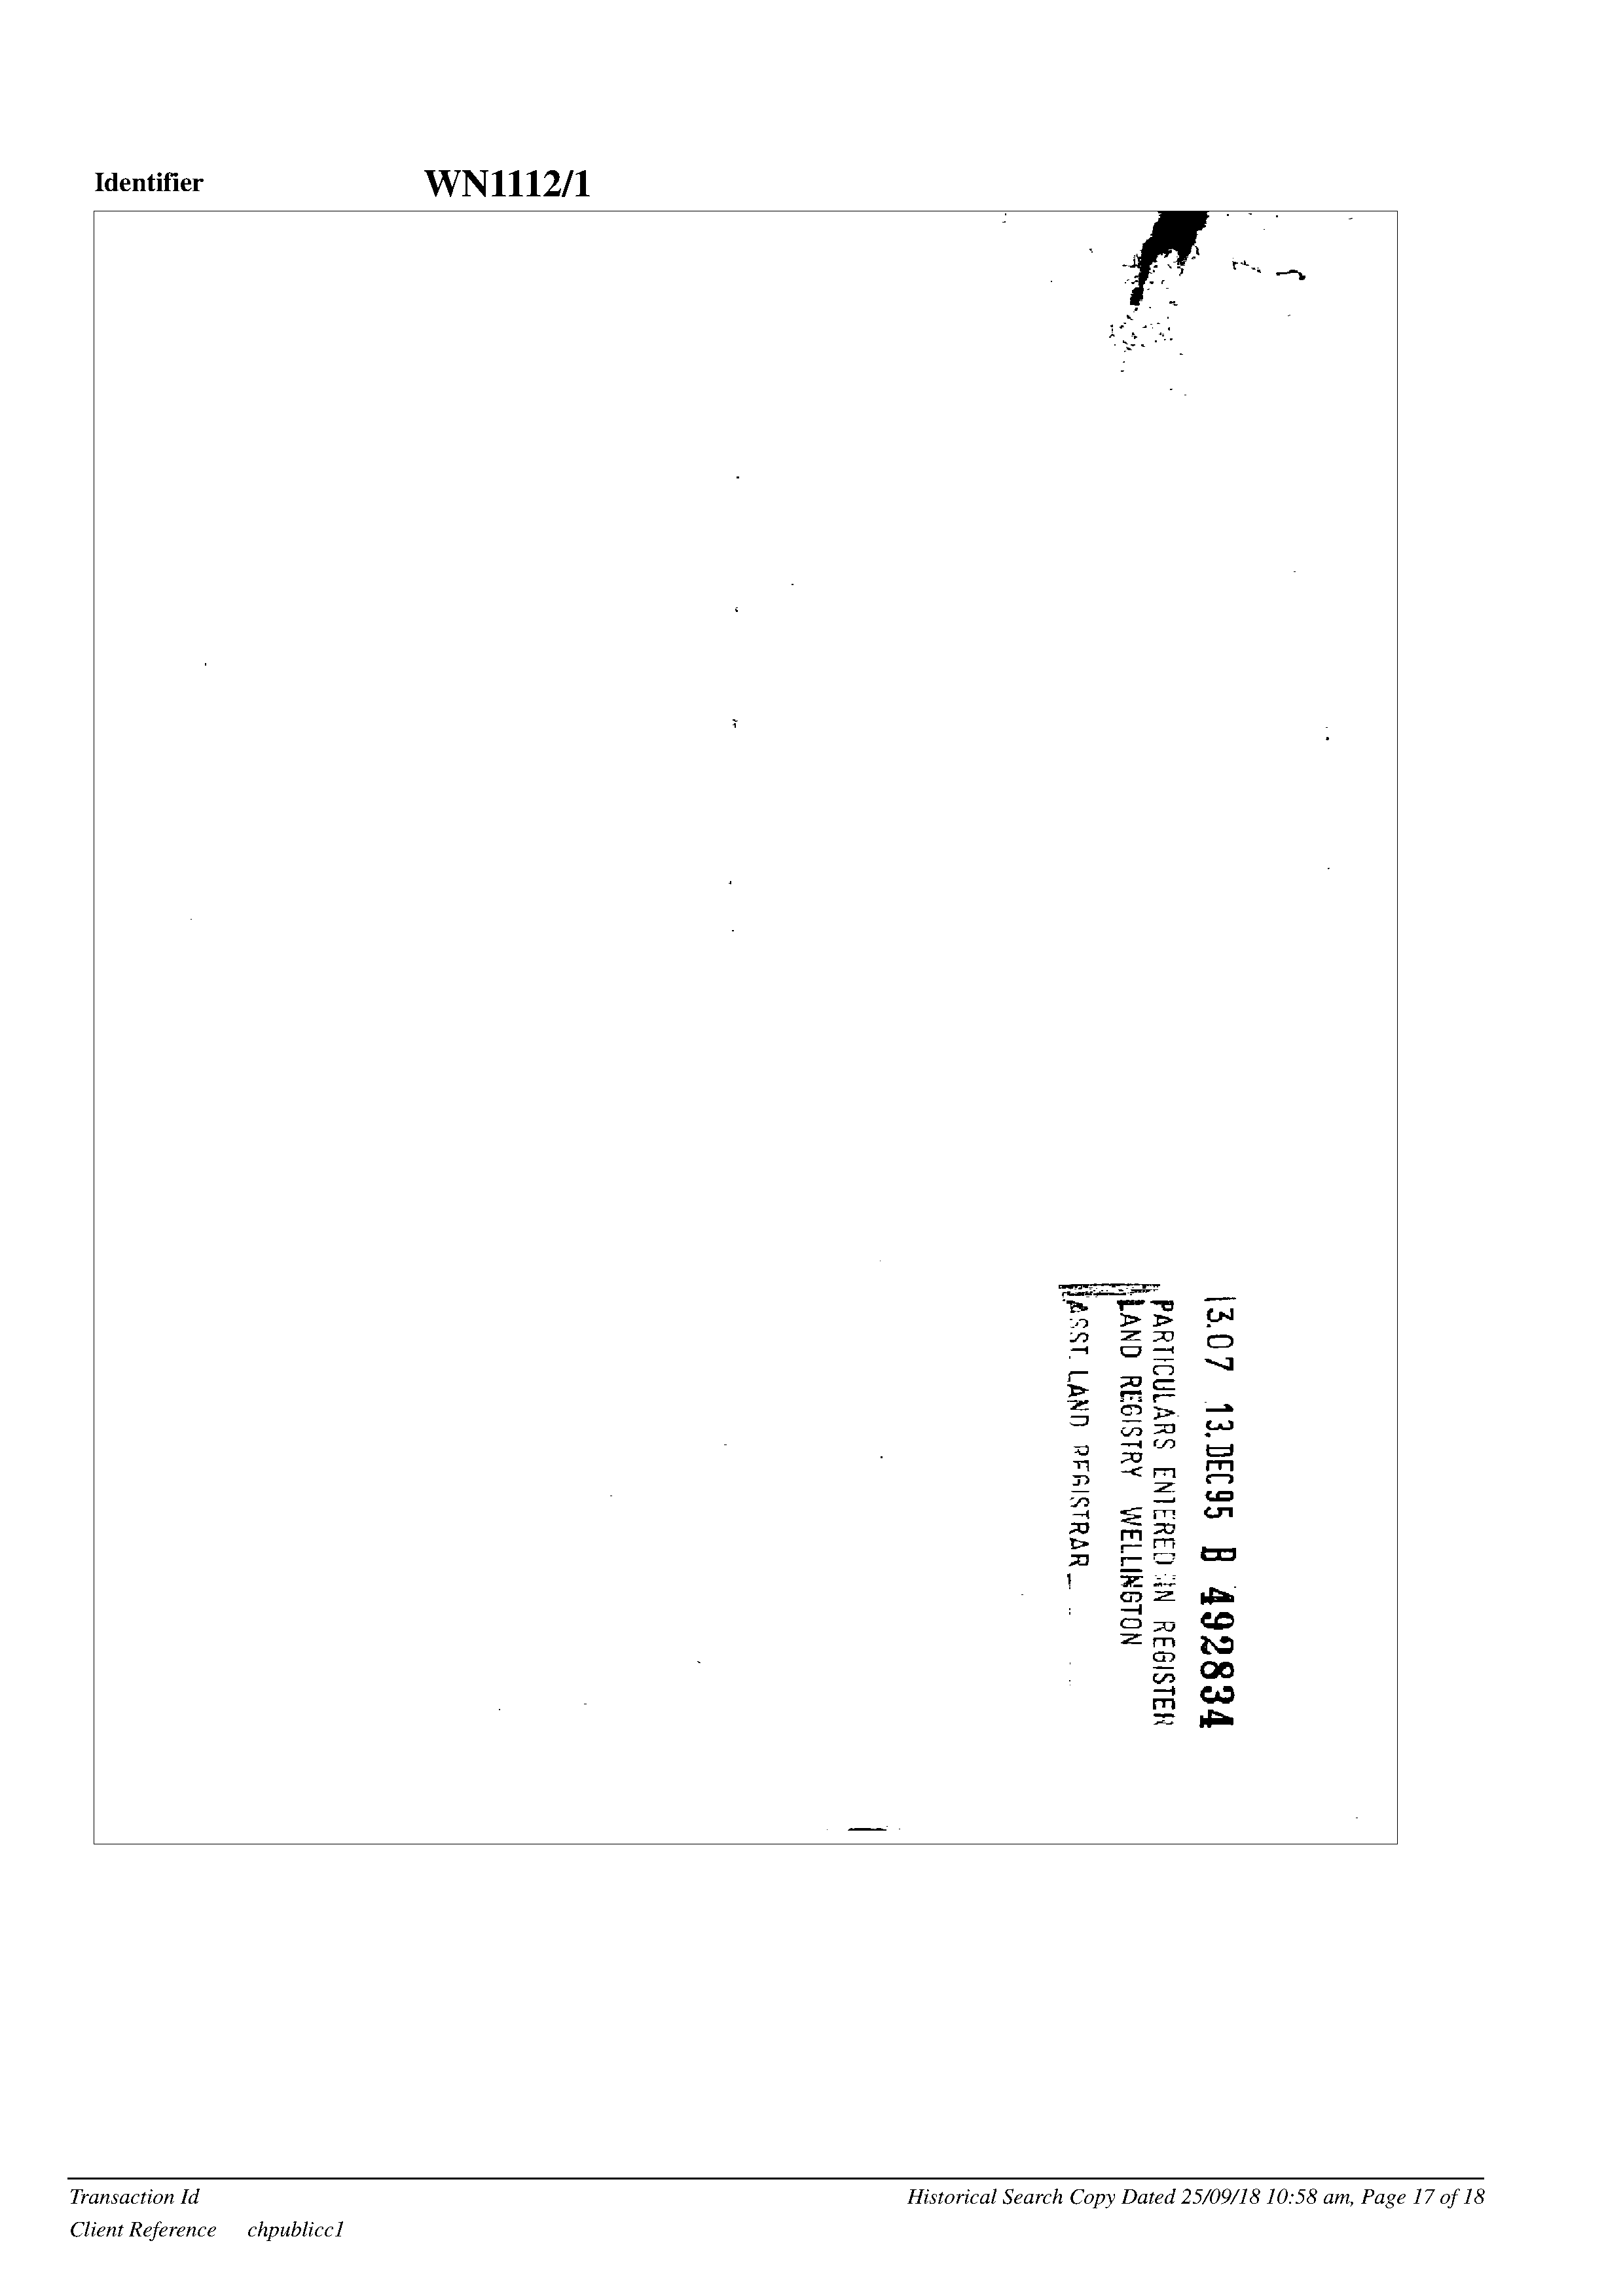 Identifier WN1112/1
13.07 13.DEC95 B 492834
PARTICULARS ENTERED IN REGISTER
LAND REGISTRY WELLINGTON
ASST. LAND REGISTRAR
Transaction Id
Historical Search Copy Dated 25/09/18 10:58 am, Page 17 of 18
Client Reference chpublicc1